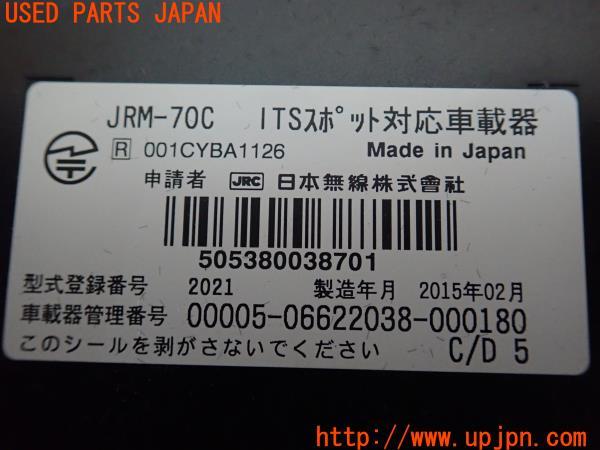 USED PARTS JAPAN
JRM-70C ITSｽﾎﾟｯﾄ対応車載器
R 001CYBA1126 Made in Japan
申請者 JRC 日本無線株式會社
505380038701
型式登録番号 2021 製造年月 2015年02月
車載器管理番号 00005-06622038-000180
このシールを剥がさないでください C/D 5
USED PARTS JAPAN
http://www.upjpn.com